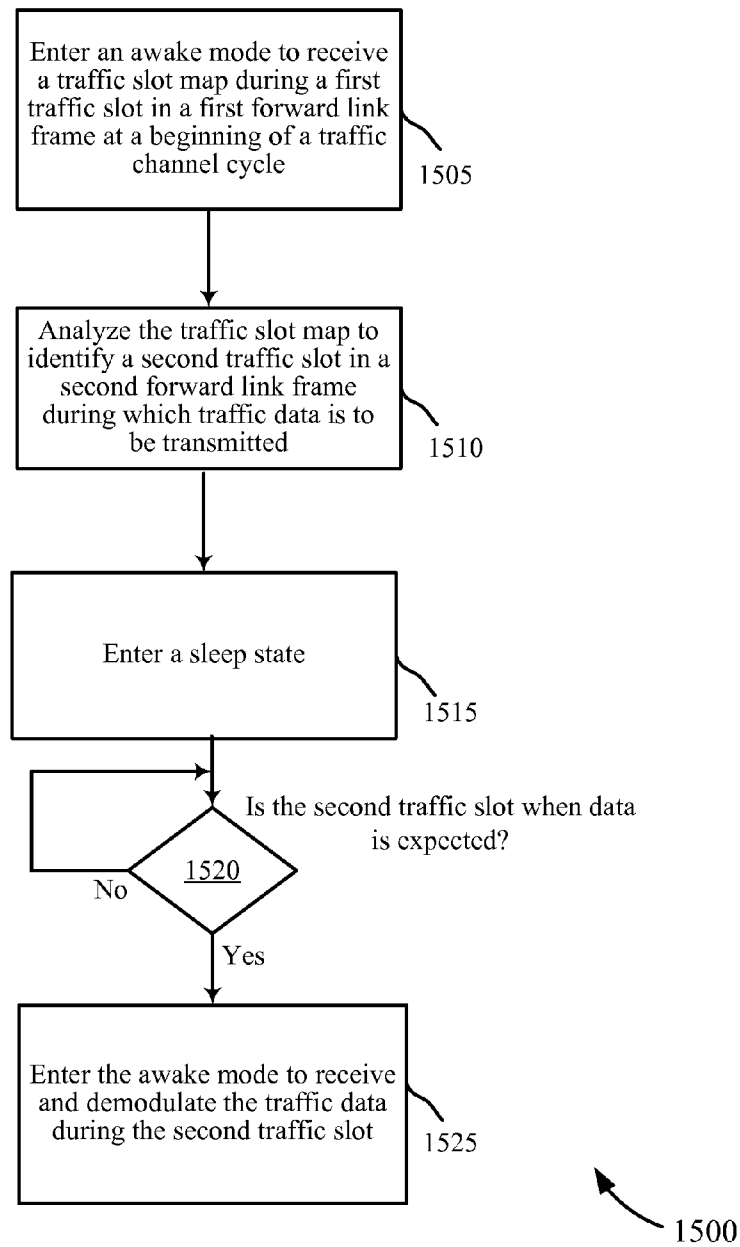 Enter an awake mode to receive
a traffic slot map during a first
traffic slot in a first forward link
frame at a beginning of a traffic
channel cycle
1505
Analyze the traffic slot map to
identify a second traffic slot in a
second forward link frame
during which traffic data is to
be transmitted
1510
Enter a sleep state
1515
Is the second traffic slot when data
is expected?
1520
No
Yes
Enter the awake mode to receive
and demodulate the traffic data
during the second traffic slot
1525
1500